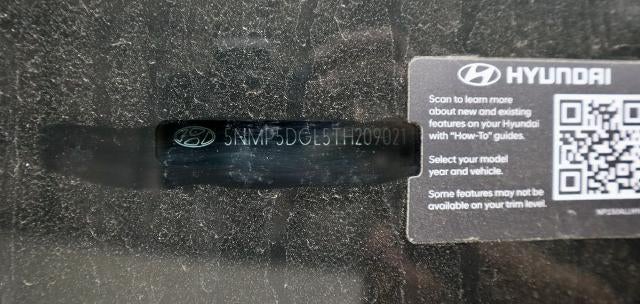 5NMP5DGL5TH209021
HYUNDAI
Scan to learn more
about new and existing
features on your Hyundai
with "How-To" guides.
Select your model
year and vehicle.
Some features may not be
available on your trim level.